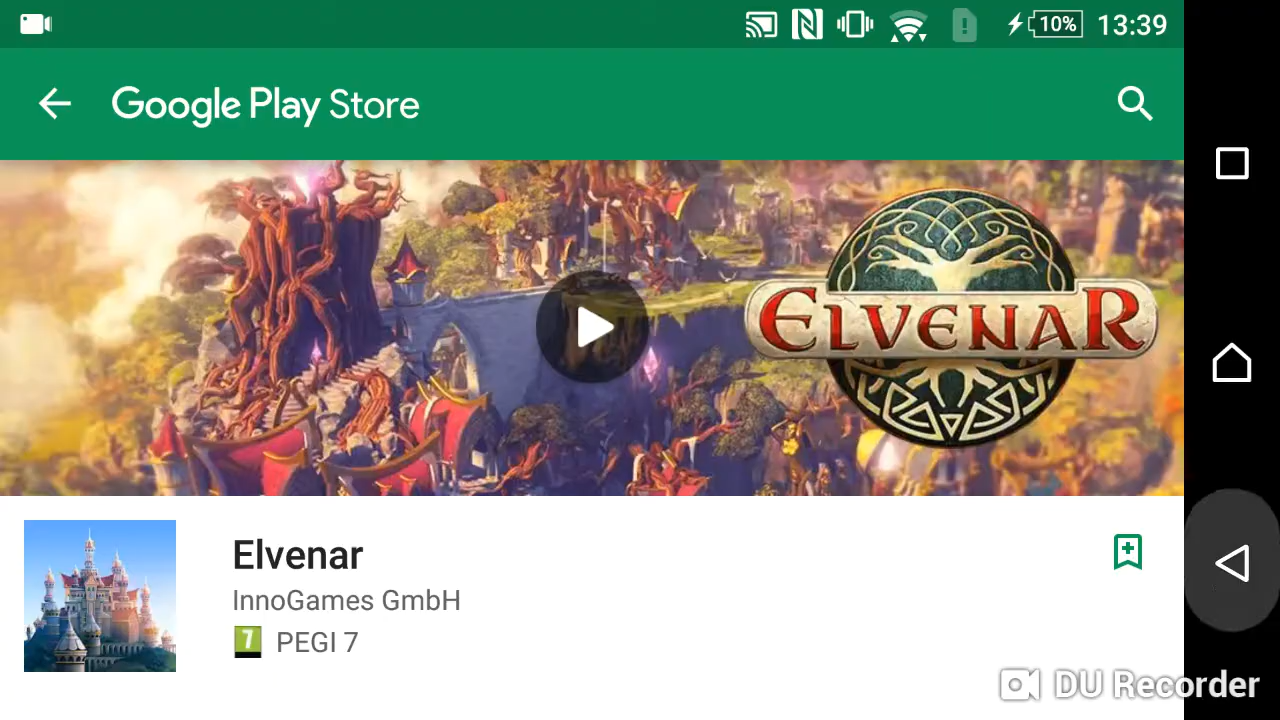 10% 13:39
Google Play Store
ELVENAR
Elvenar
InnoGames GmbH
7 PEGI 7
DU Recorder